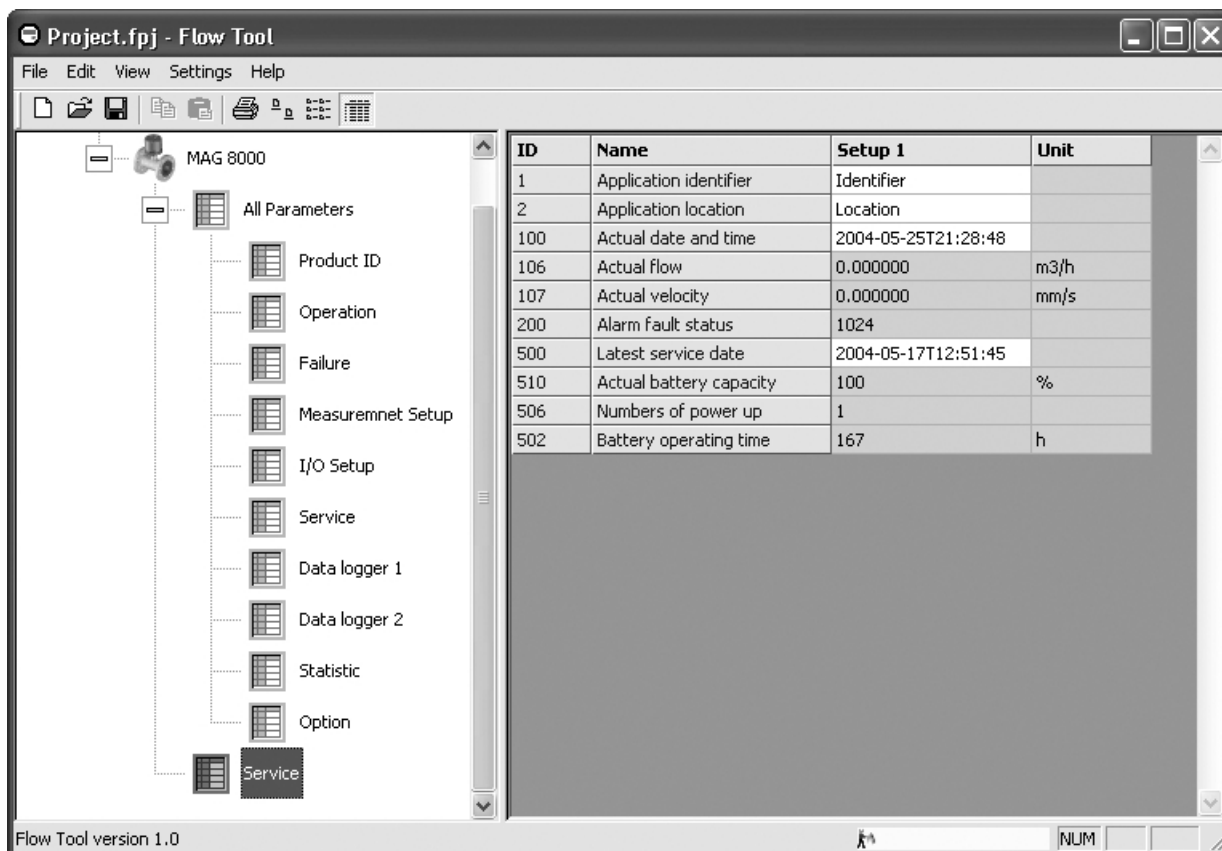 Project.fpj - Flow Tool
File Edit View Settings Help
MAG 8000
All Parameters
Product ID
Operation
Failure
Measuremnet Setup
I/O Setup
Service
Data logger 1
Data logger 2
Statistic
Option
Service
ID Name Setup 1 Unit
1 Application identifier Identifier
2 Application location Location
100 Actual date and time 2004-05-25T21:28:48
106 Actual flow 0.000000 m3/h
107 Actual velocity 0.000000 mm/s
200 Alarm fault status 1024
500 Latest service date 2004-05-17T12:51:45
510 Actual battery capacity 100 %
506 Numbers of power up 1
502 Battery operating time 167 h
Flow Tool version 1.0 NUM